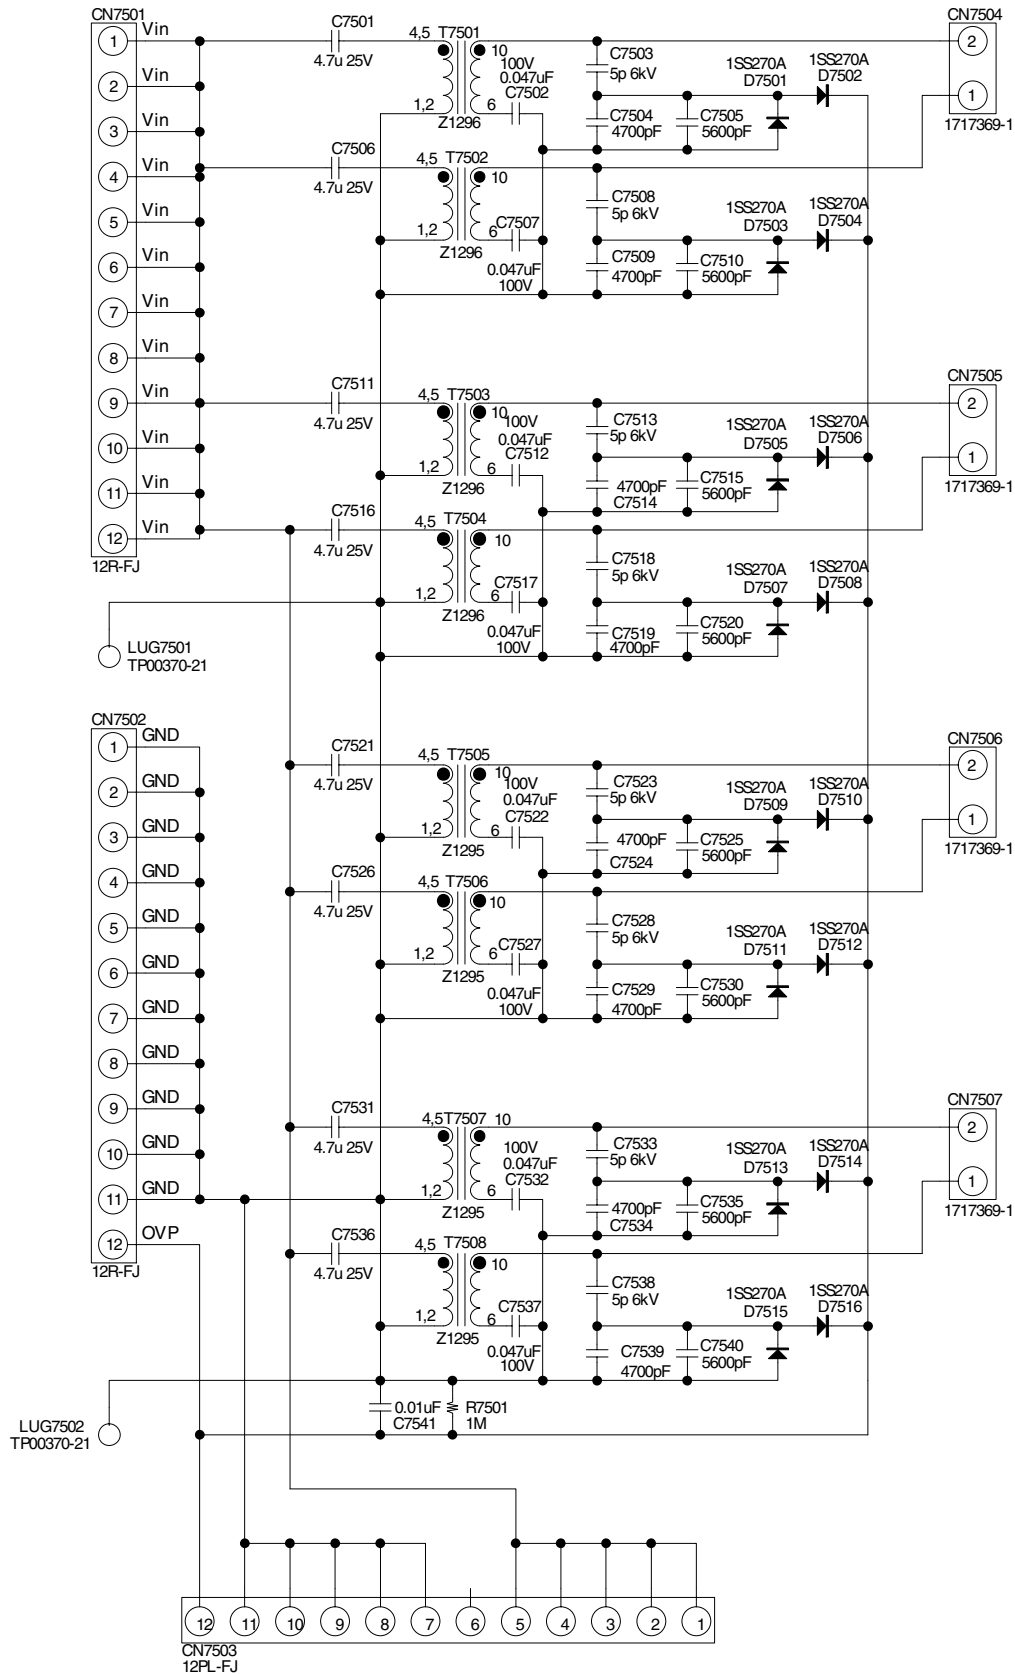 CN7501
1 Vin
2 Vin
3 Vin
4 Vin
5 Vin
6 Vin
7 Vin
8 Vin
9 Vin
10 Vin
11 Vin
12 Vin
12R-FJ
LUG7501
TP00370-21
CN7502
1 GND
2 GND
3 GND
4 GND
5 GND
6 GND
7 GND
8 GND
9 GND
10 GND
11 GND
12 OVP
12R-FJ
LUG7502
TP00370-21
C7501
4.7u 25V
4,5 T7501
10
100V
0.047uF
C7502
1,2
6
Z1296
C7503
5p 6kV
C7504
4700pF
C7505
5600pF
1SS270A
D7501
1SS270A
D7502
CN7504
2
1
1717369-1
C7506
4.7u 25V
4,5 T7502
10
C7507
1,2
6
Z1296
0.047uF
100V
C7508
5p 6kV
C7509
4700pF
C7510
5600pF
1SS270A
D7503
1SS270A
D7504
C7511
4.7u 25V
4,5 T7503
10
100V
0.047uF
C7512
1,2
6
Z1296
C7513
5p 6kV
4700pF
C7514
C7515
5600pF
1SS270A
D7505
1SS270A
D7506
CN7505
2
1
1717369-1
C7516
4.7u 25V
4,5 T7504
10
C7517
1,2
6
Z1296
0.047uF
100V
C7518
5p 6kV
C7519
4700pF
C7520
5600pF
1SS270A
D7507
1SS270A
D7508
C7521
4.7u 25V
4,5 T7505
10
100V
0.047uF
C7522
1,2
6
Z1295
C7523
5p 6kV
4700pF
C7524
C7525
5600pF
1SS270A
D7509
1SS270A
D7510
CN7506
2
1
1717369-1
C7526
4.7u 25V
4,5 T7506
10
C7527
1,2
6
Z1295
0.047uF
100V
C7528
5p 6kV
C7529
4700pF
C7530
5600pF
1SS270A
D7511
1SS270A
D7512
C7531
4.7u 25V
4,5 T7507
10
100V
0.047uF
C7532
1,2
6
Z1295
C7533
5p 6kV
4700pF
C7534
C7535
5600pF
1SS270A
D7513
1SS270A
D7514
CN7507
2
1
1717369-1
C7536
4.7u 25V
4,5 T7508
10
C7537
1,2
6
Z1295
0.047uF
100V
C7538
5p 6kV
C7539
4700pF
C7540
5600pF
1SS270A
D7515
1SS270A
D7516
0.01uF
C7541
R7501
1M
12 11 10 9 8 7 6 5 4 3 2 1
CN7503
12PL-FJ